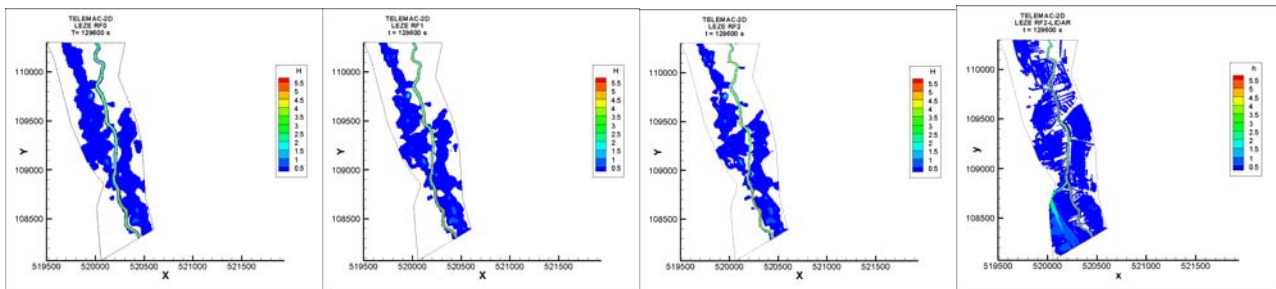 TELEMAC-2D
LEZE RF0
T= 129600 s
H
5.5
5
4.5
4
3.5
3
2.5
2
1.5
1
0.5
110000
109500
109000
108500
Y
519500 520000 520500 521000 521500
X
TELEMAC-2D
LEZE RF1
t = 129600 s
H
5.5
5
4.5
4
3.5
3
2.5
2
1.5
1
0.5
110000
109500
109000
108500
Y
519500 520000 520500 521000 521500
X
TELEMAC-2D
LEZE RF2
t = 129600 s
H
5.5
5
4.5
4
3.5
3
2.5
2
1.5
1
0.5
110000
109500
109000
108500
Y
519500 520000 520500 521000 521500
X
TELEMAC-2D
LEZE RF2-LIDAR
t = 129600 s
h
5.5
5
4.5
4
3.5
3
2.5
2
1.5
1
0.5
110000
109500
109000
108500
y
519500 520000 520500 521000 521500
x